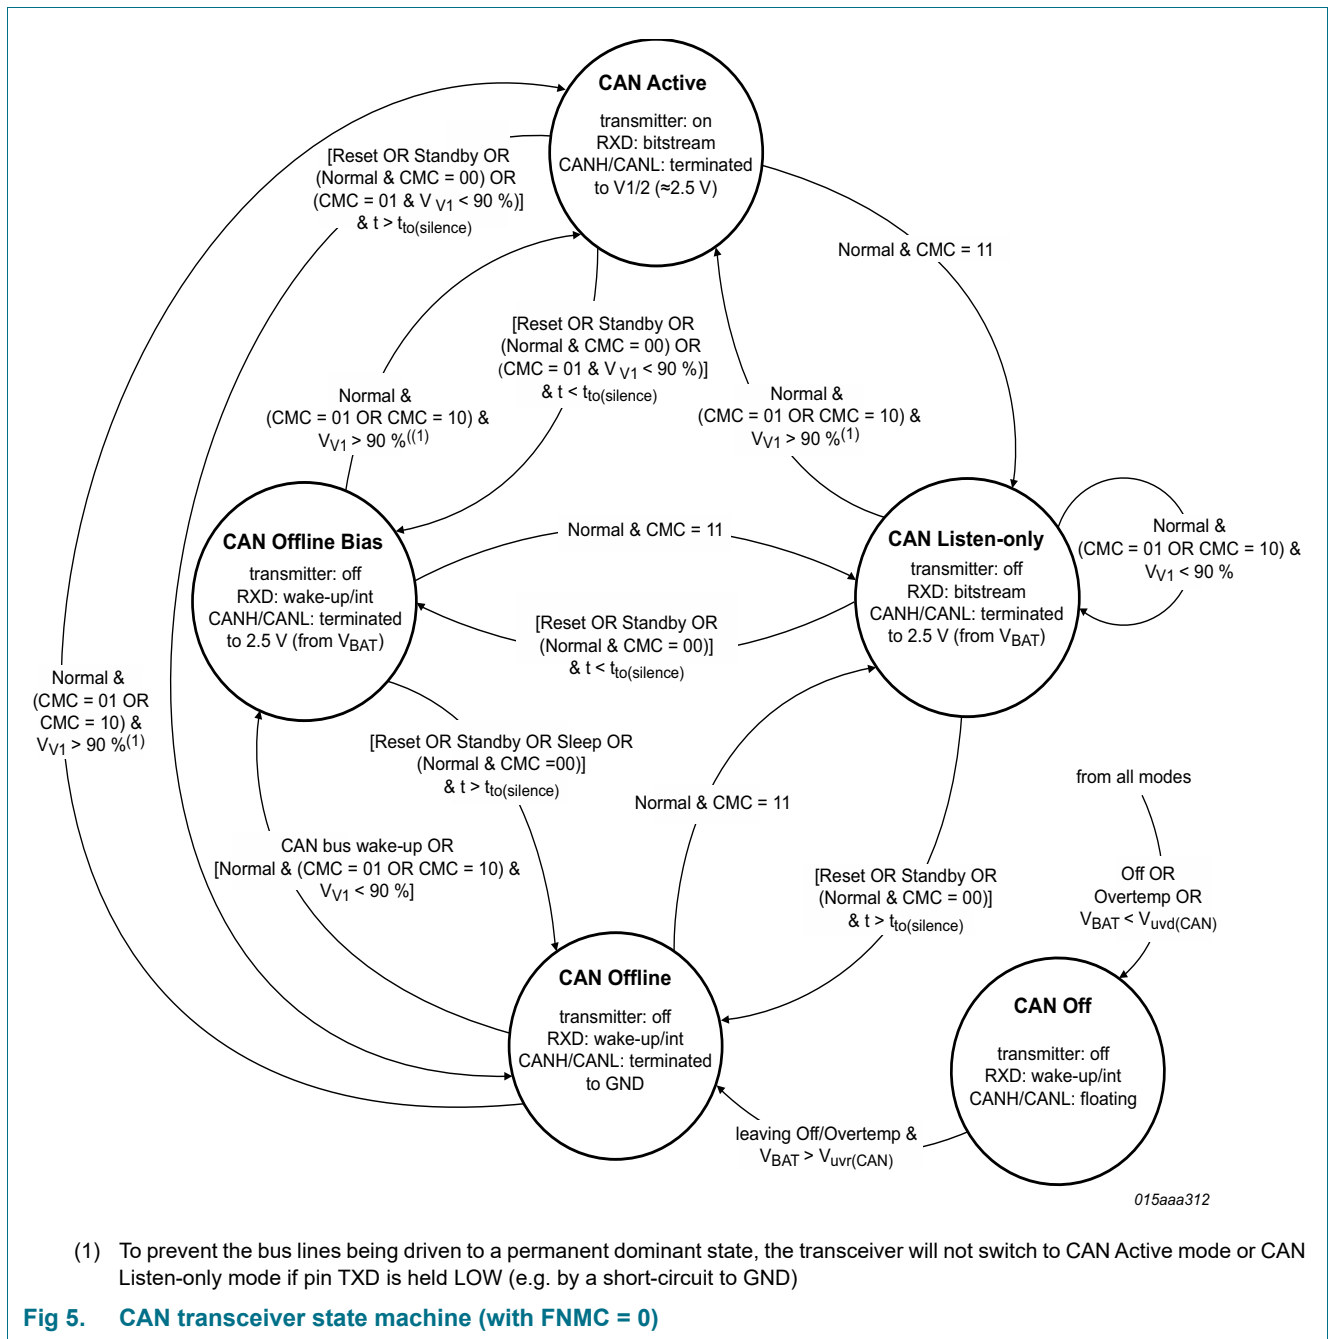 CAN Active
transmitter: on
RXD: bitstream
CANH/CANL: terminated
to V1/2 (≈2.5 V)
[Reset OR Standby OR
(Normal & CMC = 00) OR
(CMC = 01 & V V1 < 90 %)]
& t > tto(silence)
Normal & CMC = 11
[Reset OR Standby OR
(Normal & CMC = 00) OR
(CMC = 01 & V V1 < 90 %)]
& t < tto(silence)
Normal &
(CMC = 01 OR CMC = 10) &
VV1 > 90 %((1)
Normal &
(CMC = 01 OR CMC = 10) &
VV1 > 90 %(1)
CAN Offline Bias
transmitter: off
RXD: wake-up/int
CANH/CANL: terminated
to 2.5 V (from VBAT)
Normal & CMC = 11
CAN Listen-only
transmitter: off
RXD: bitstream
CANH/CANL: terminated
to 2.5 V (from VBAT)
Normal &
(CMC = 01 OR CMC = 10) &
VV1 < 90 %
[Reset OR Standby OR
(Normal & CMC = 00)]
& t < tto(silence)
Normal &
(CMC = 01 OR
CMC = 10) &
VV1 > 90 %(1)
[Reset OR Standby OR Sleep OR
(Normal & CMC =00)]
& t > tto(silence)
Normal & CMC = 11
from all modes
CAN bus wake-up OR
[Normal & (CMC = 01 OR CMC = 10) &
VV1 < 90 %]
[Reset OR Standby OR
(Normal & CMC = 00)]
& t > tto(silence)
Off OR
Overtemp OR
VBAT < Vuvd(CAN)
CAN Offline
transmitter: off
RXD: wake-up/int
CANH/CANL: terminated
to GND
CAN Off
transmitter: off
RXD: wake-up/int
CANH/CANL: floating
leaving Off/Overtemp &
VBAT > Vuvr(CAN)
015aaa312
(1) To prevent the bus lines being driven to a permanent dominant state, the transceiver will not switch to CAN Active mode or CAN
Listen-only mode if pin TXD is held LOW (e.g. by a short-circuit to GND)
Fig 5. CAN transceiver state machine (with FNMC = 0)